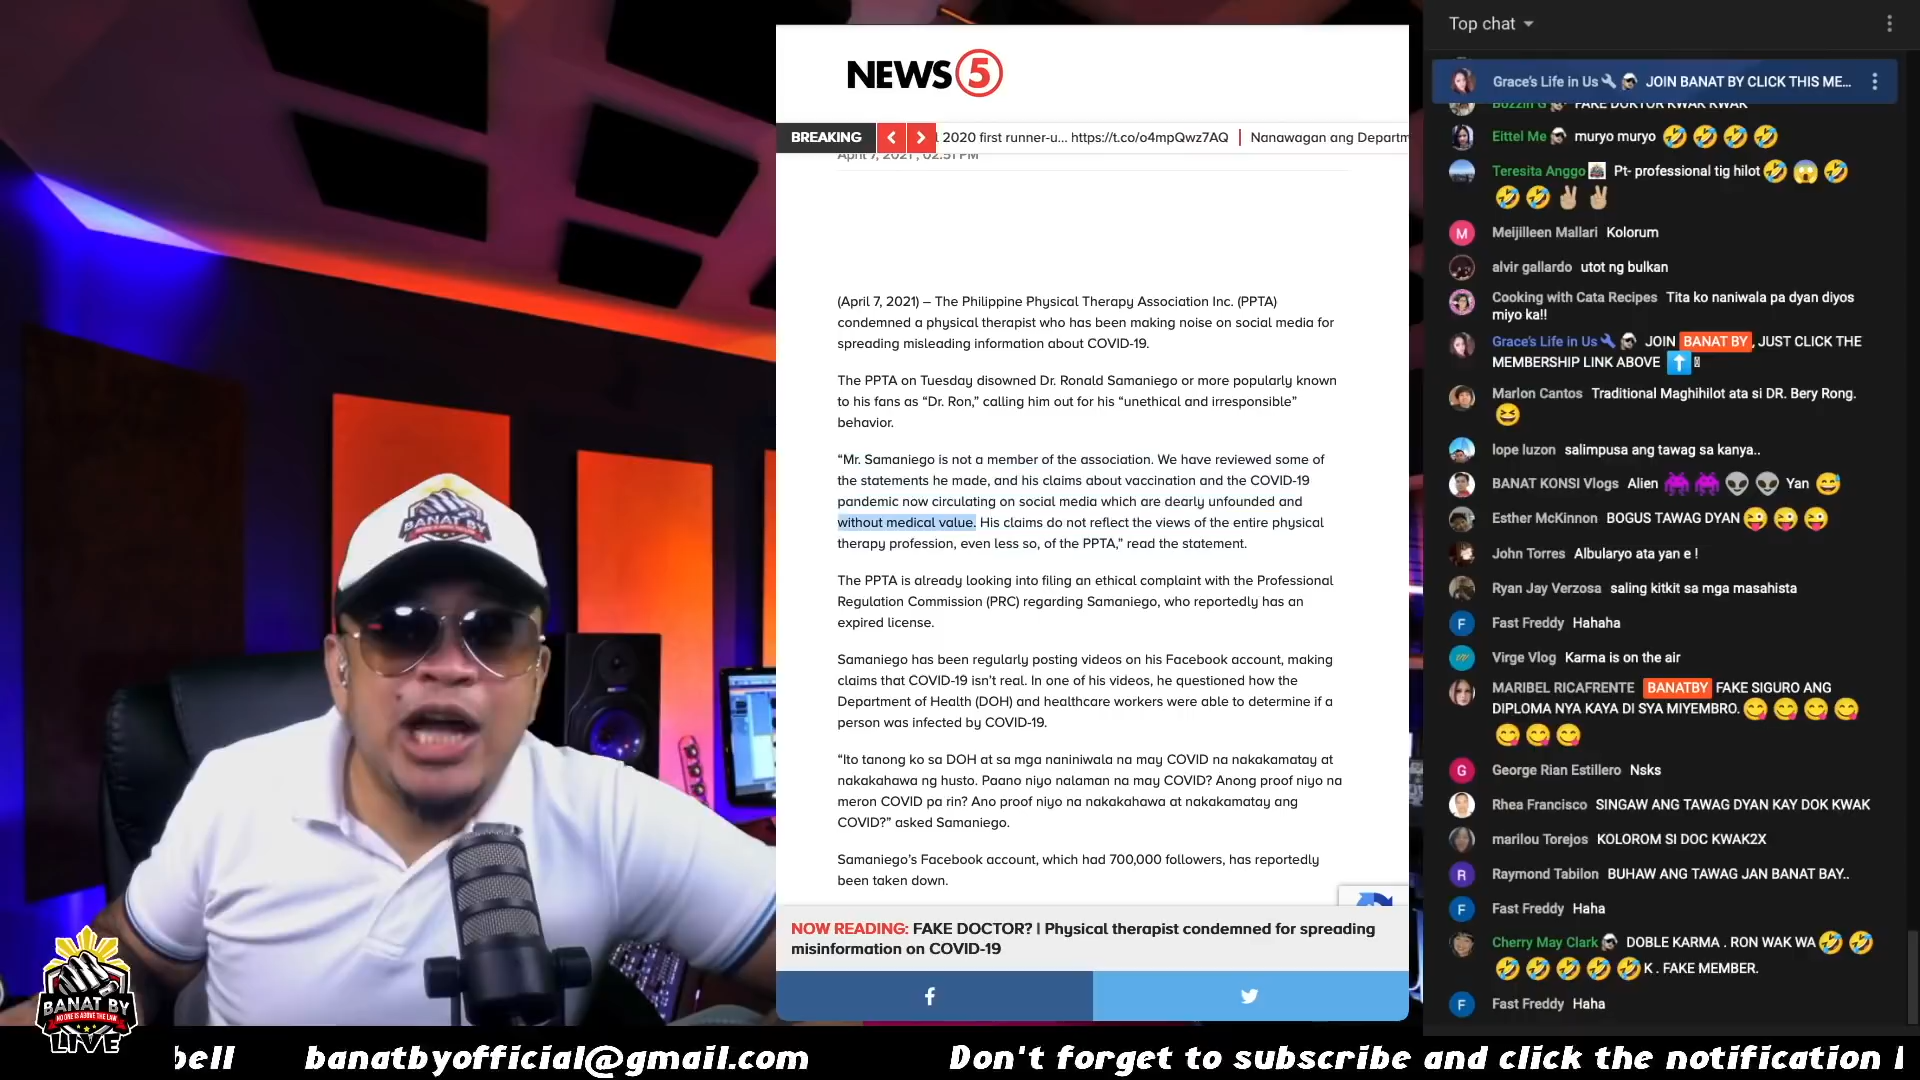 NEWS 5
BREAKING
2020 first runner-u... https://t.co/o4mpQwz7AQ | Nanawagan ang Departm
April 7, 2021 , 02:51 PM
(April 7, 2021) – The Philippine Physical Therapy Association Inc. (PPTA)
condemned a physical therapist who has been making noise on social media for
spreading misleading information about COVID-19.
The PPTA on Tuesday disowned Dr. Ronald Samaniego or more popularly known
to his fans as “Dr. Ron,” calling him out for his “unethical and irresponsible”
behavior.
“Mr. Samaniego is not a member of the association. We have reviewed some of
the statements he made, and his claims about vaccination and the COVID-19
pandemic now circulating on social media which are dearly unfounded and
without medical value. His claims do not reflect the views of the entire physical
therapy profession, even less so, of the PPTA,” read the statement.
The PPTA is already looking into filing an ethical complaint with the Professional
Regulation Commission (PRC) regarding Samaniego, who reportedly has an
expired license.
Samaniego has been regularly posting videos on his Facebook account, making
claims that COVID-19 isn’t real. In one of his videos, he questioned how the
Department of Health (DOH) and healthcare workers were able to determine if a
person was infected by COVID-19.
“Ito tanong ko sa DOH at sa mga naniniwala na may COVID na nakakamatay at
nakakahawa ng husto. Paano niyo nalaman na may COVID? Anong proof niyo na
meron COVID pa rin? Ano proof niyo na nakakahawa at nakakamatay ang
COVID?” asked Samaniego.
Samaniego’s Facebook account, which had 700,000 followers, has reportedly
been taken down.
NOW READING: FAKE DOCTOR? | Physical therapist condemned for spreading
misinformation on COVID-19
Top chat
Grace's Life in Us JOIN BANAT BY CLICK THIS ME...
Bozzin G FAKE DOKTOR KWAK KWAK
Eittel Me muryo muryo 🤣 🤣 🤣 🤣
Teresita Anggo Pt- professional tig hilot 🤣 😱 🤣
🤣 🤣 ✌🏼 ✌🏼
M Meijilleen Mallari Kolorum
alvir gallardo utot ng bulkan
Cooking with Cata Recipes Tita ko naniwala pa dyan diyos
miyo ka!!
Grace's Life in Us JOIN BANAT BY , JUST CLICK THE
MEMBERSHIP LINK ABOVE ⬆
Marlon Cantos Traditional Maghihilot ata si DR. Bery Rong.
😆
lope luzon salimpusa ang tawag sa kanya..
BANAT KONSI Vlogs Alien 👾 👾 👽 👽 Yan 😅
Esther McKinnon BOGUS TAWAG DYAN 😜 😜 😜
John Torres Albularyo ata yan e !
Ryan Jay Verzosa saling kitkit sa mga masahista
F Fast Freddy Hahaha
Virge Vlog Karma is on the air
MARIBEL RICAFRENTE BANATBY FAKE SIGURO ANG
DIPLOMA NYA KAYA DI SYA MIYEMBRO. 😋 😋 😋 😋
😋 😋 😋
G George Rian Estillero Nsks
Rhea Francisco SINGAW ANG TAWAG DYAN KAY DOK KWAK
marilou Torejos KOLOROM SI DOC KWAK2X
R Raymond Tabilon BUHAW ANG TAWAG JAN BANAT BAY..
F Fast Freddy Haha
Cherry May Clark DOBLE KARMA . RON WAK WA 🤣 🤣
🤣 🤣 🤣 🤣 🤣 K . FAKE MEMBER.
F Fast Freddy Haha
BANAT BY
BANAT BY
NO ONE IS ABOVE THE LAW
LIVE
bell banatbyofficial@gmail.com Don't forget to subscribe and click the notification